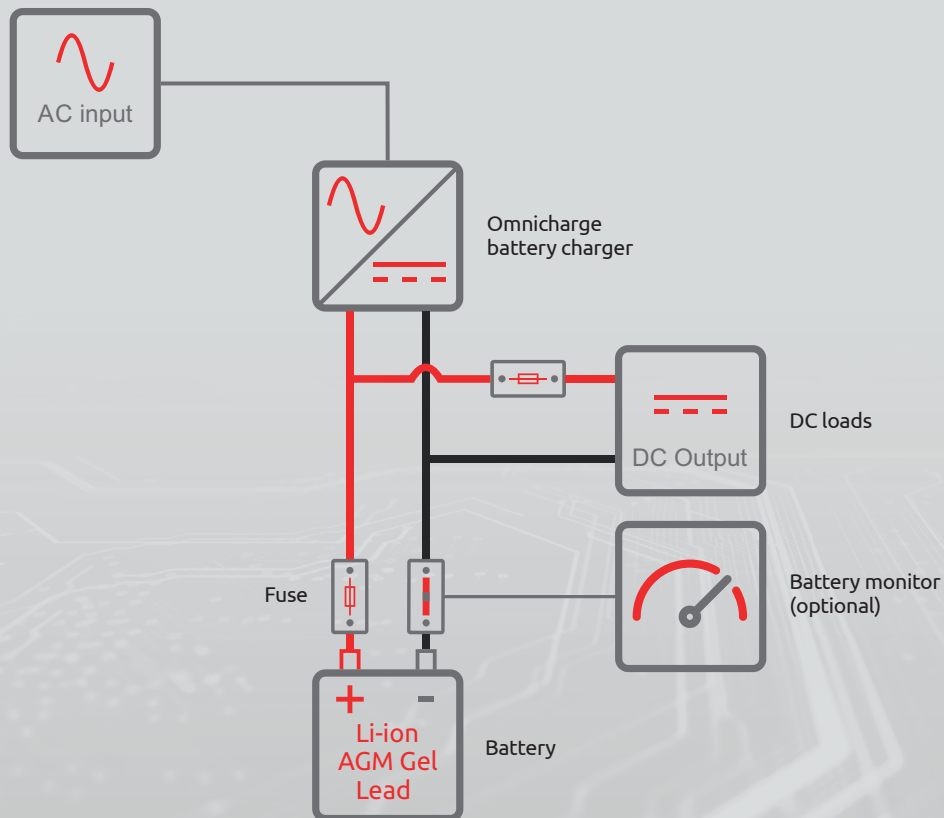 AC input
Omnicharge
battery charger
DC loads
DC Output
Fuse
Battery monitor
(optional)
+ -
Li-ion
AGM Gel
Lead
Battery